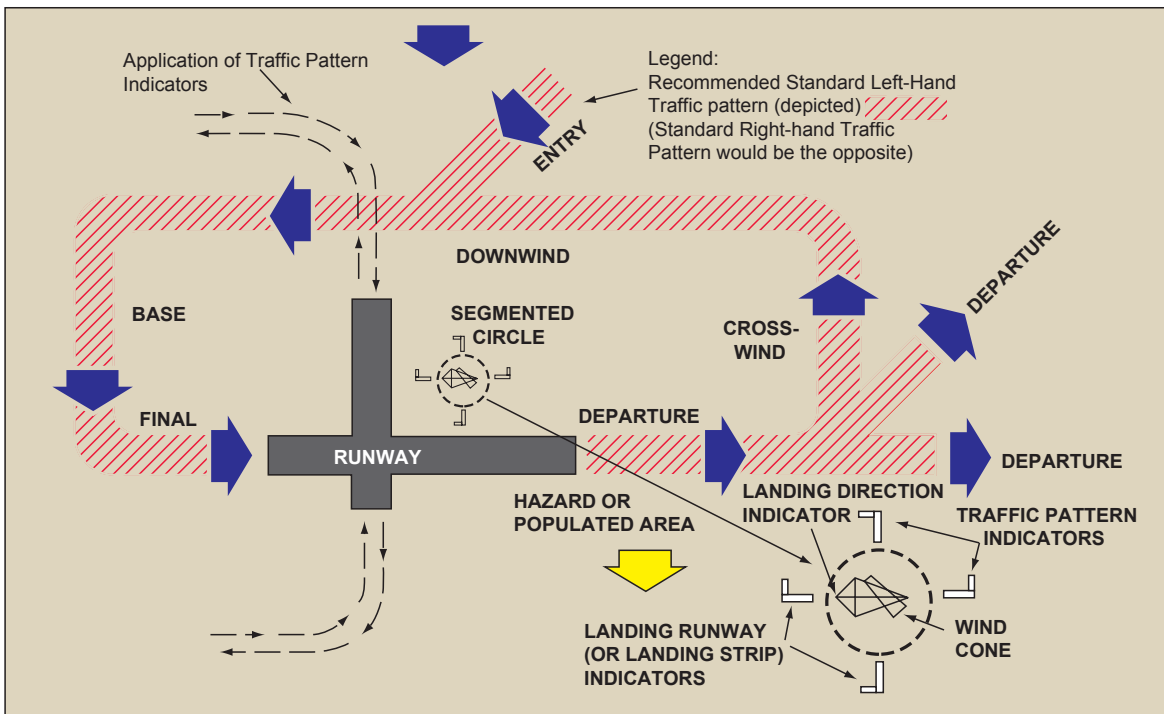 Application of Traffic Pattern
Indicators
Legend:
Recommended Standard Left-Hand
Traffic pattern (depicted)
(Standard Right-hand Traffic
Pattern would be the opposite)
ENTRY
DOWNWIND
DEPARTURE
BASE
SEGMENTED
CIRCLE
CROSS-
WIND
FINAL
DEPARTURE
RUNWAY
DEPARTURE
HAZARD OR
POPULATED AREA
LANDING DIRECTION
INDICATOR
TRAFFIC PATTERN
INDICATORS
LANDING RUNWAY
(OR LANDING STRIP)
INDICATORS
WIND
CONE